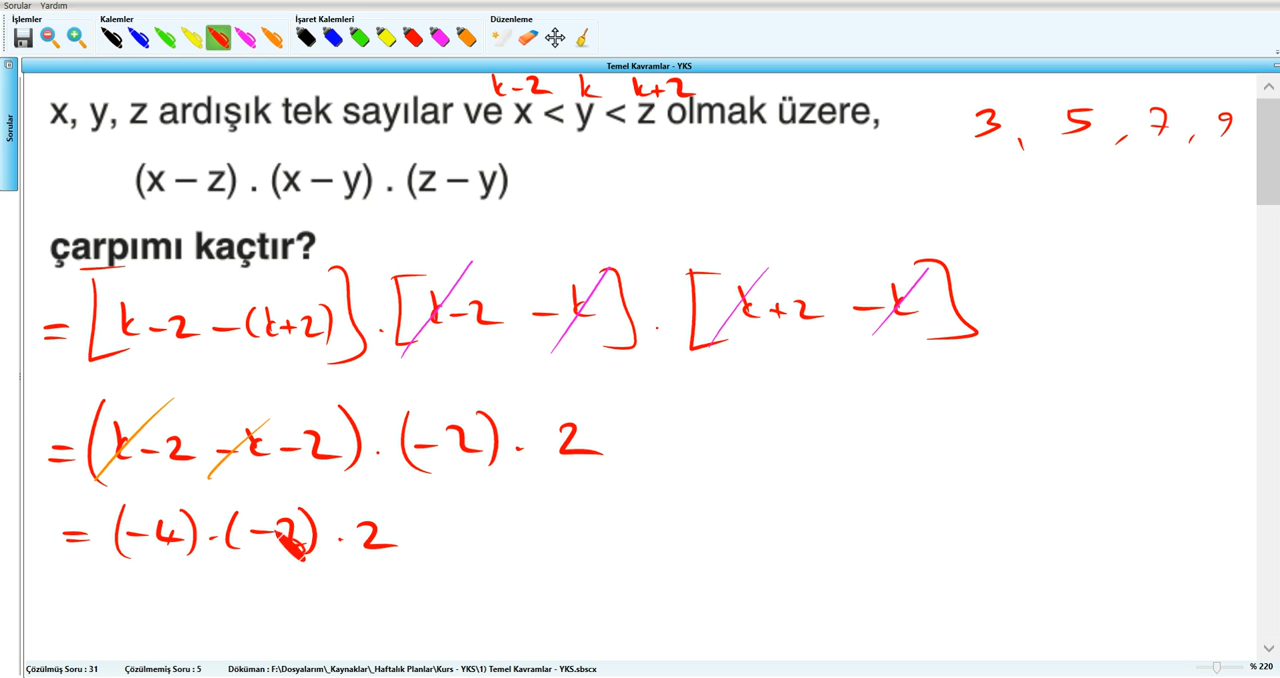 Sorular Yardım
İşlemler Kalemler İşaret Kalemleri Düzenleme
Temel Kavramlar - YKS
Sorular
k-2 k k+2
x, y, z ardışık tek sayılar ve x < y < z olmak üzere,
3, 5, 7, 9
(x – z) . (x – y) . (z – y)
çarpımı kaçtır?
= [k-2-(k+2)] . [k-2 -k] . [k+2 -k]
= (k-2 -k-2) . (-2) . 2
= (-4) . (-2) . 2
Çözülmüş Soru : 31 Çözülmemiş Soru : 5 Döküman : F:\Dosyalarım\_Kaynaklar\_Haftalık Planlar\Kurs - YKS\1) Temel Kavramlar - YKS.sbscx % 220